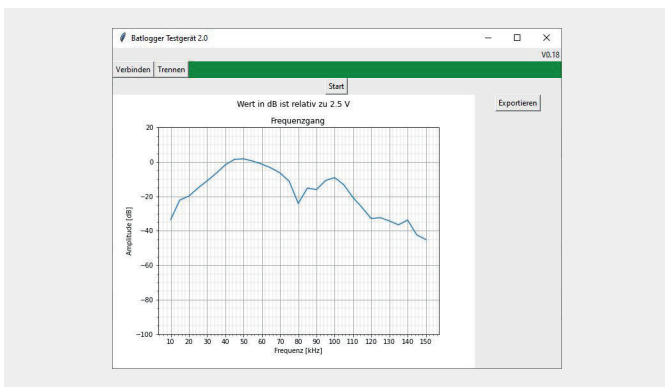 Batlogger Testgerät 2.0
V0.18
Verbinden Trennen
Start
Exportieren
Wert in dB ist relativ zu 2.5 V
Frequenzgang
20
0
−20
−40
−60
−80
−100
Amplitude [dB]
10 20 30 40 50 60 70 80 90 100 110 120 130 140 150
Frequenz [kHz]